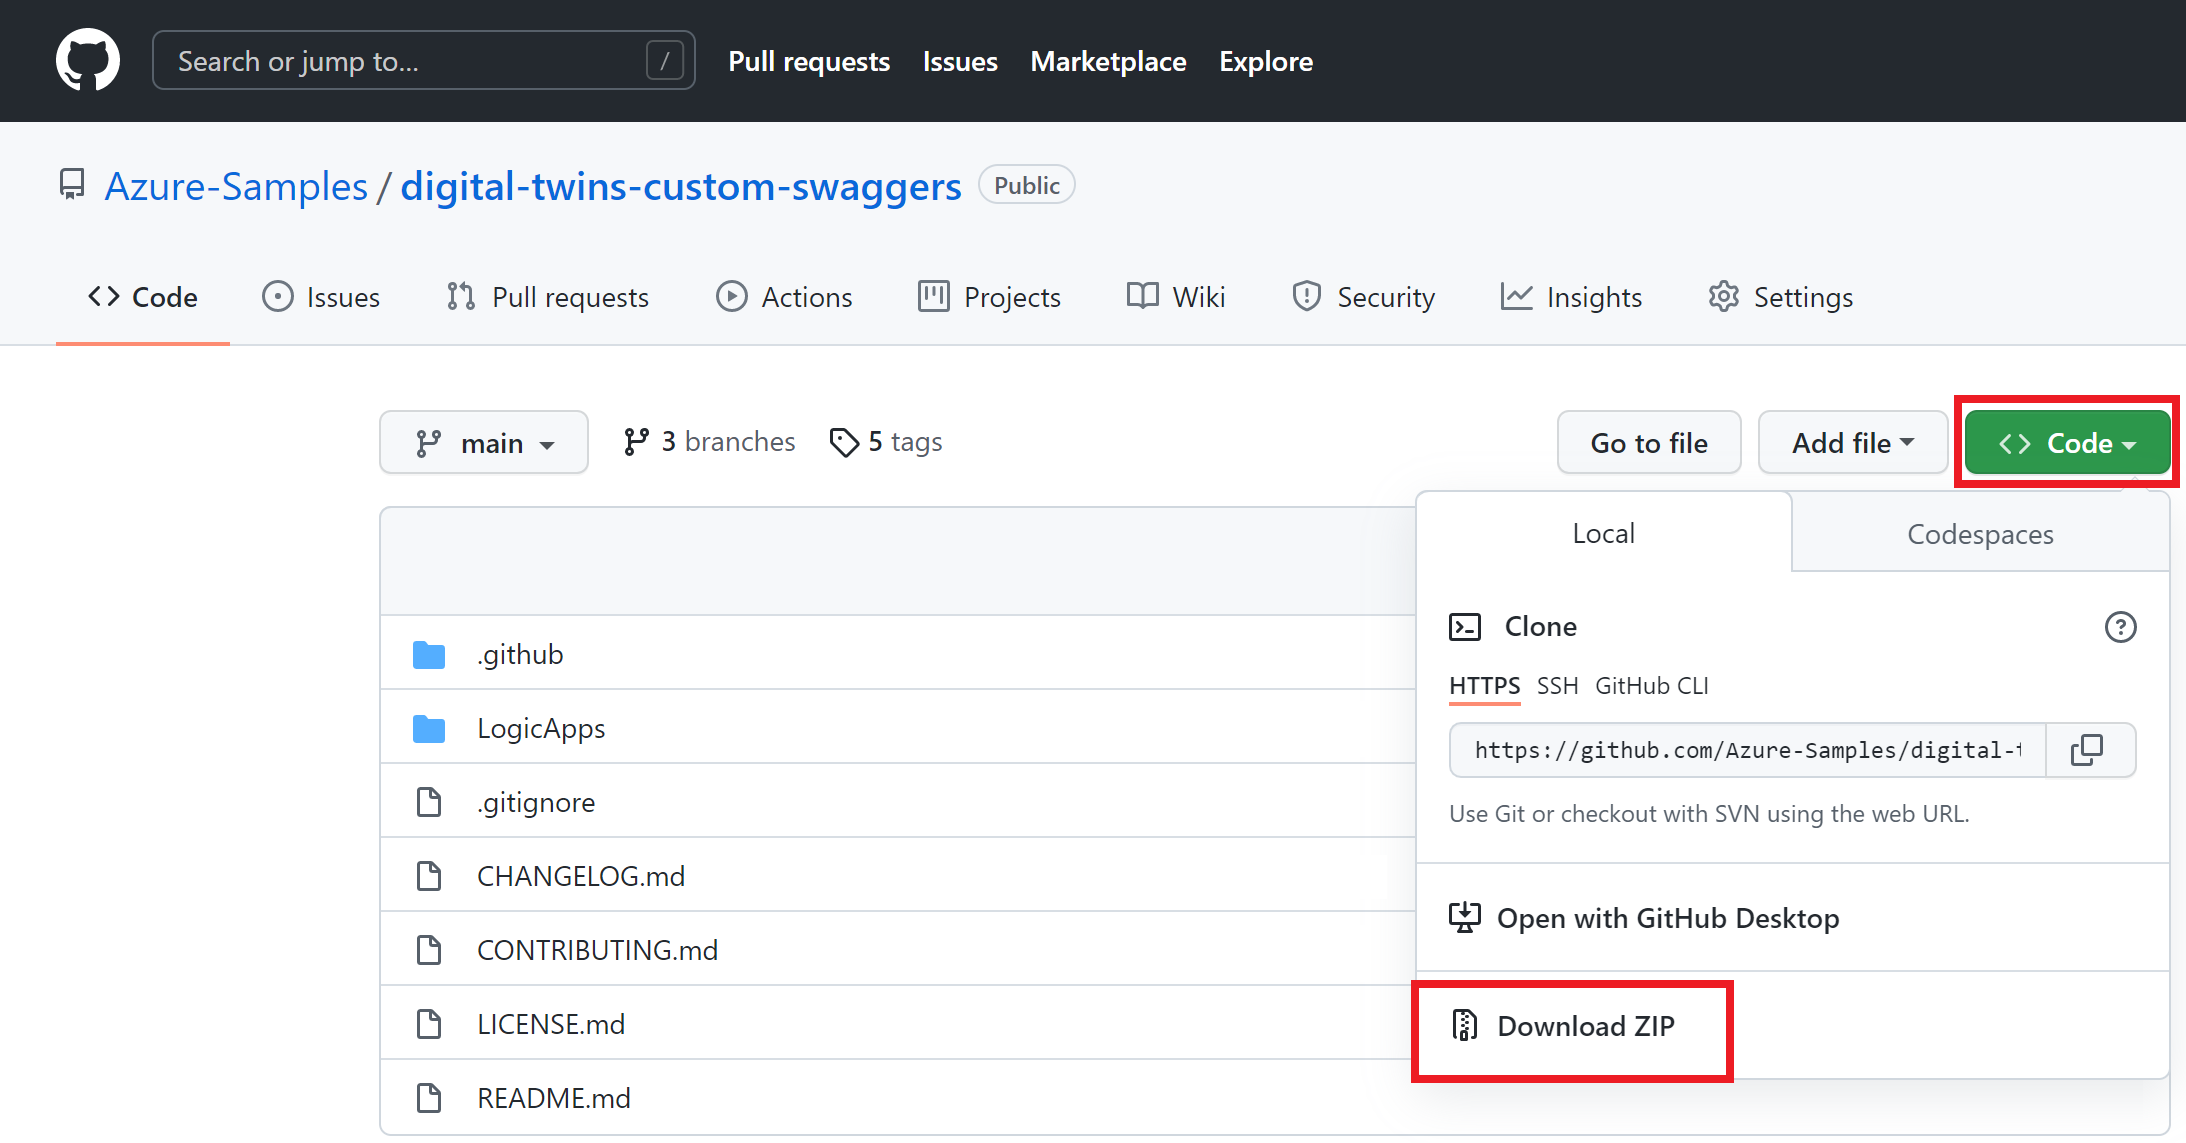 Search or jump to... / Pull requests Issues Marketplace Explore
Azure-Samples / digital-twins-custom-swaggers Public
<> Code Issues Pull requests Actions Projects Wiki Security Insights Settings
main 3 branches 5 tags Go to file Add file <> Code
Local Codespaces
Clone
HTTPS SSH GitHub CLI
https://github.com/Azure-Samples/digital-t
Use Git or checkout with SVN using the web URL.
Open with GitHub Desktop
Download ZIP
.github
LogicApps
.gitignore
CHANGELOG.md
CONTRIBUTING.md
LICENSE.md
README.md